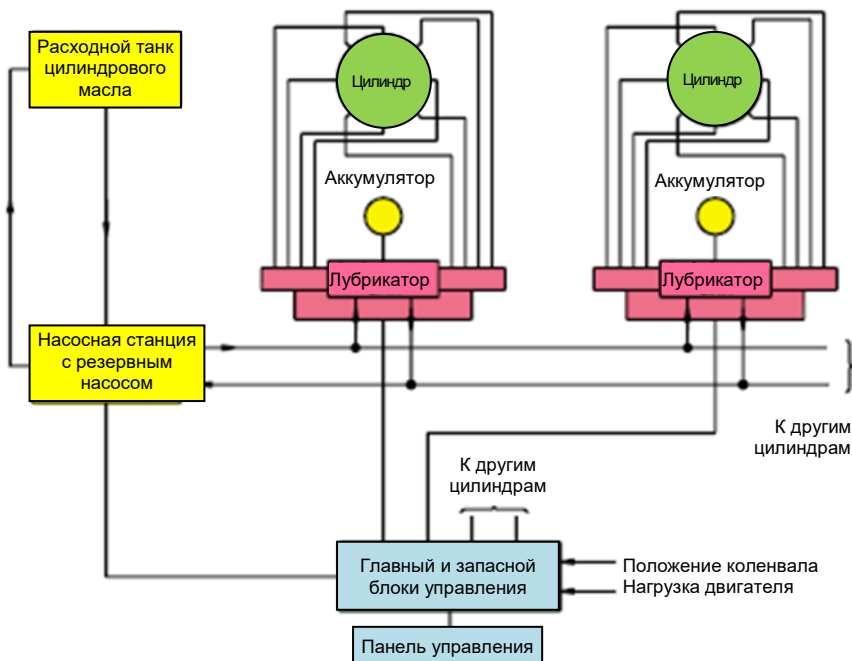 Расходной танк
цилиндрового
масла
Цилиндр
Цилиндр
Аккумулятор
Аккумулятор
Лубрикатор
Лубрикатор
Насосная станция
с резервным
насосом
К другим
цилиндрам
К другим
цилиндрам
Главный и запасной
блоки управления
Положение коленвала
Нагрузка двигателя
Панель управления